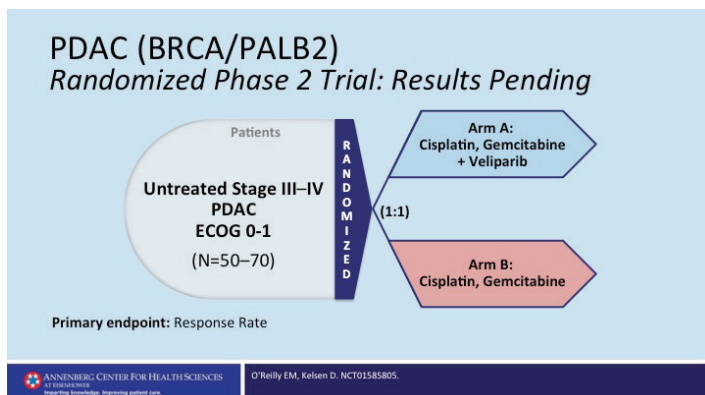 PDAC (BRCA/PALB2)
Randomized Phase 2 Trial: Results Pending
Patients
Untreated Stage III–IV
PDAC
ECOG 0-1
(N=50–70)
RANDOMIZED
(1:1)
Arm A:
Cisplatin, Gemcitabine
+ Veliparib
Arm B:
Cisplatin, Gemcitabine
Primary endpoint: Response Rate
ANNENBERG CENTER FOR HEALTH SCIENCES
AT EISENHOWER
Imparting knowledge. Improving patient care.
O'Reilly EM, Kelsen D. NCT01585805.